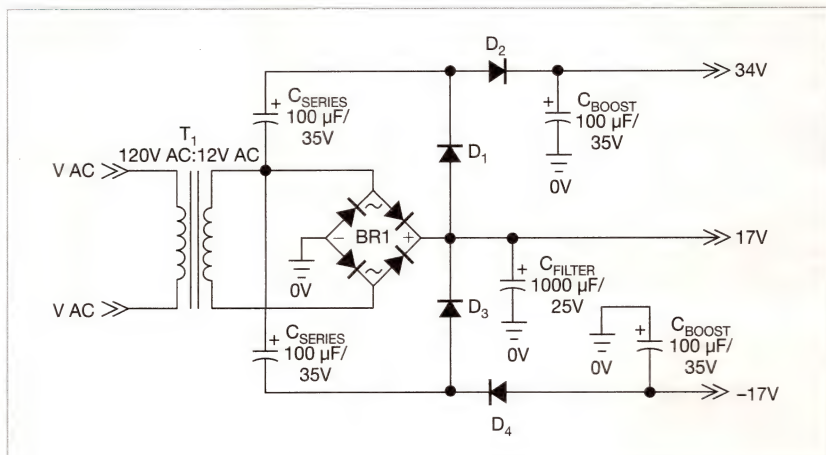 D2
34V
+ CSERIES
100 µF/
35V
+ CBOOST
100 µF/
35V
0V
T1
120V AC:12V AC
D1
V AC
~
BR1
− +
~
17V
0V
+ CFILTER
1000 µF/
25V
0V
D3
V AC
+ CSERIES
100 µF/
35V
0V
+ CBOOST
100 µF/
35V
−17V
D4